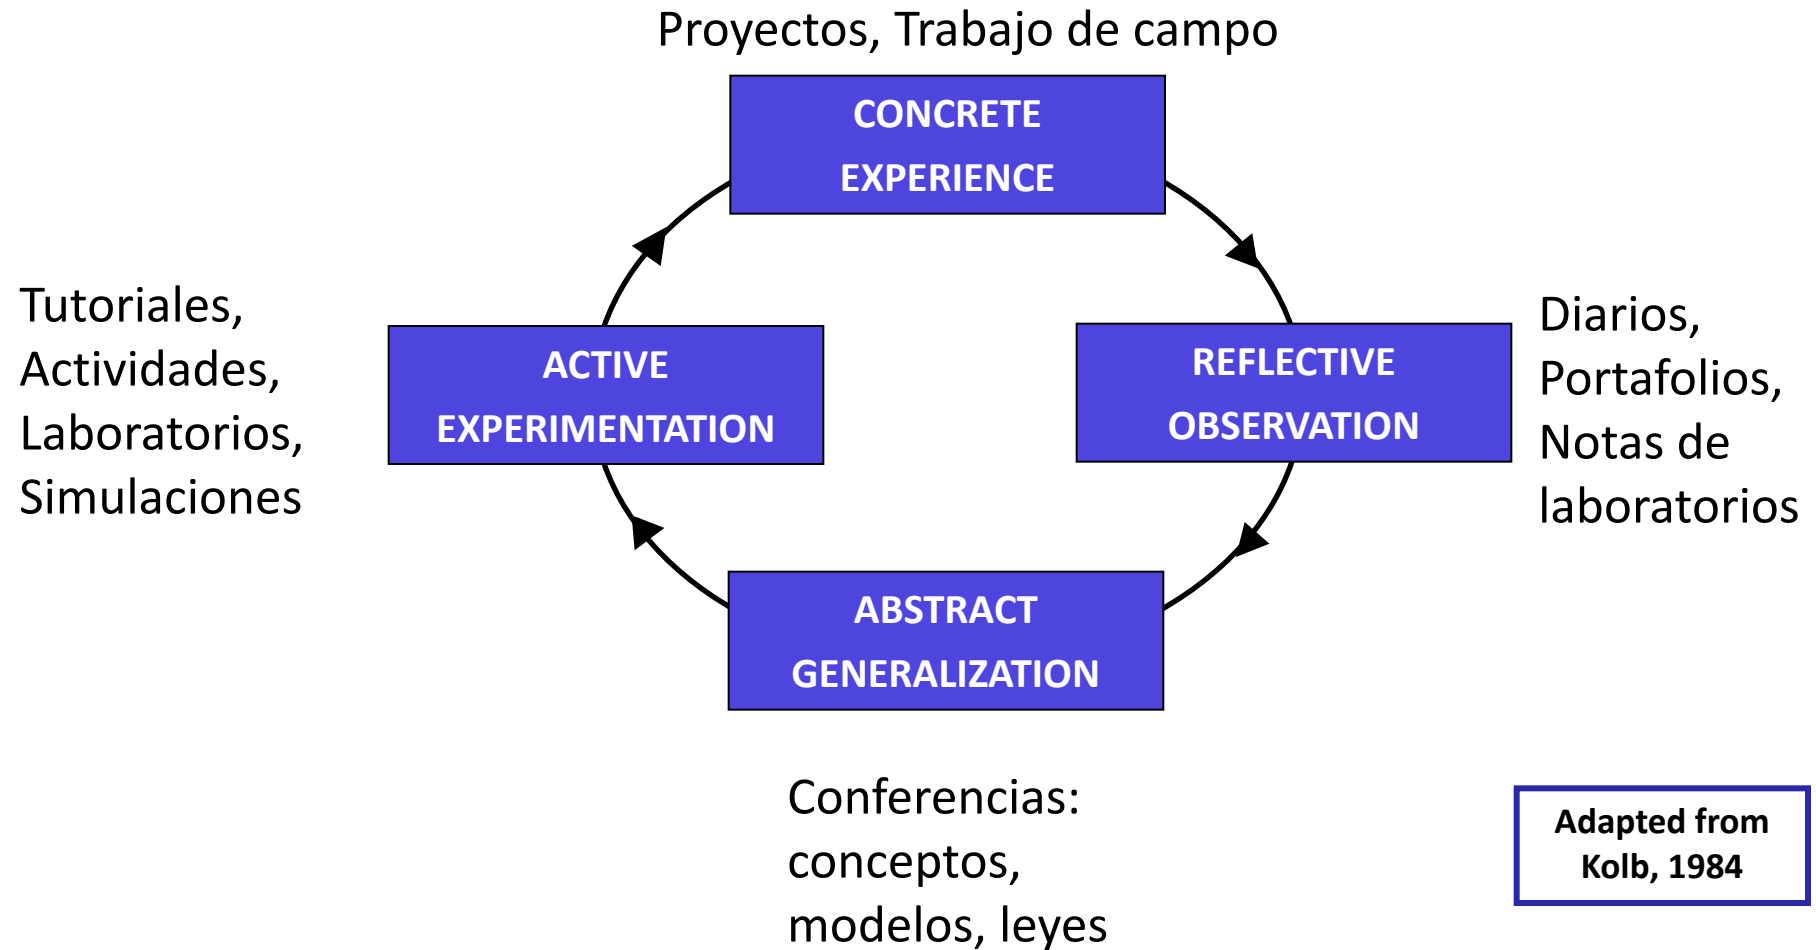 Proyectos, Trabajo de campo
CONCRETE
EXPERIENCE
Tutoriales,
Actividades,
Laboratorios,
Simulaciones
ACTIVE
EXPERIMENTATION
REFLECTIVE
OBSERVATION
Diarios,
Portafolios,
Notas de
laboratorios
ABSTRACT
GENERALIZATION
Conferencias:
conceptos,
modelos, leyes
Adapted from
Kolb, 1984